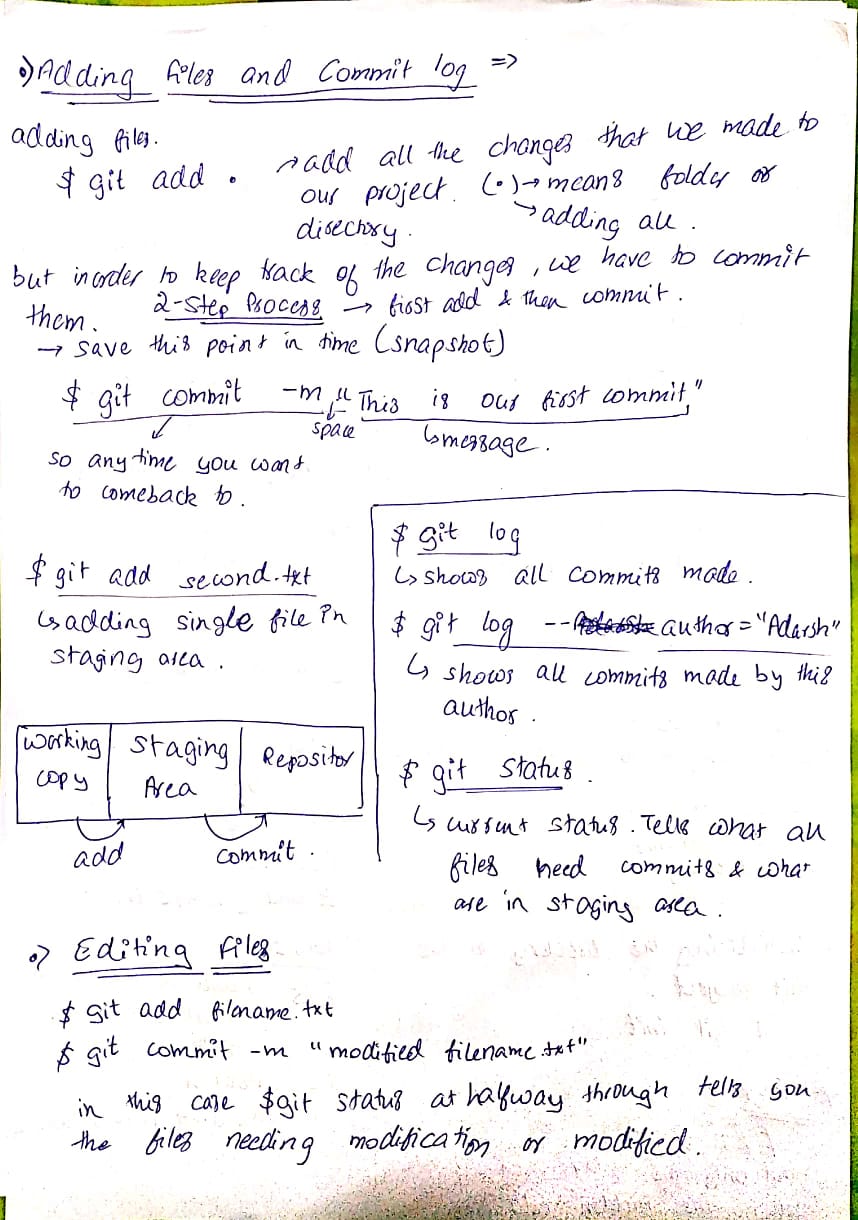 •) Adding files and Commit log =>
adding files.
$ git add .
→ add all the changes that we made to
our project. (•) → means folder or
directory. → adding all.
but inorder to keep track of the changes, we have to commit
them. 2-Step Process → first add & then commit.
→ save this point in time (snapshot)
$ git commit -m "This is our first commit"
space
↳ message.
so anytime you want
to comeback to.
$ git add second.txt
↳ adding single file in
staging area.
Working copy | Staging Area | Repositor
add commit.
$ git log
↳ shows all commits made.
$ git log -- author = "Adarsh"
↳ shows all commits made by this
author.
$ git status.
↳ current status. Tells what all
files need commits & what
are in staging area.
•) Editing files
$ git add filename.txt
$ git commit -m "modified filename.txt"
in this case $git status at halfway through tells you
the files needing modification or modified.